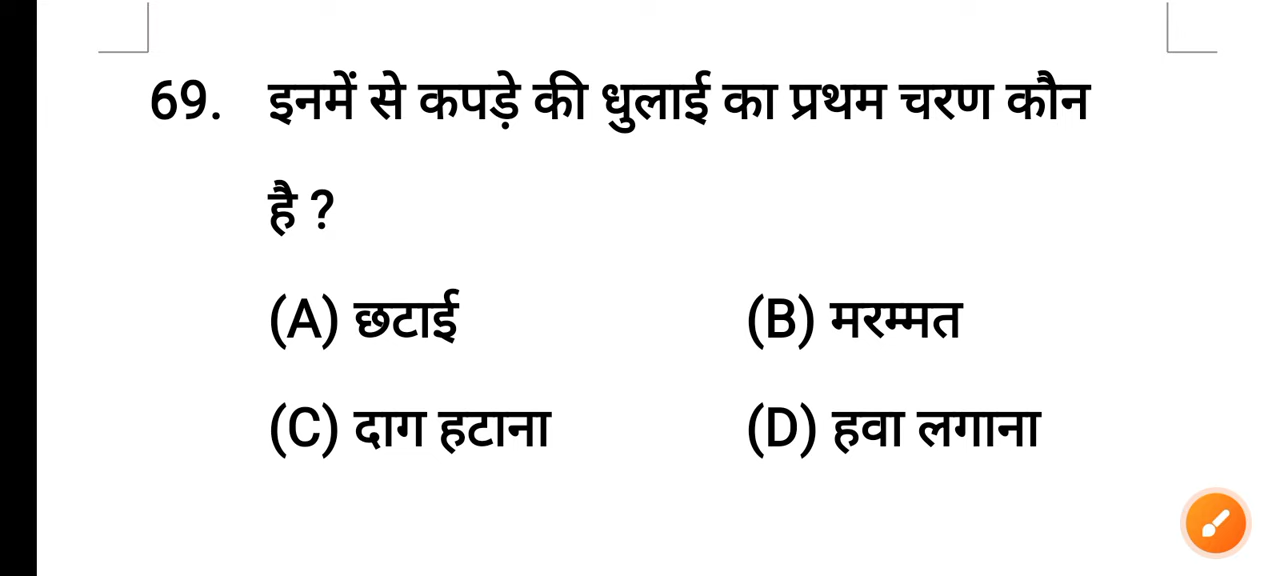 69. इनमें से कपड़े की धुलाई का प्रथम चरण कौन
है ?
(A) छटाई (B) मरम्मत
(C) दाग हटाना (D) हवा लगाना